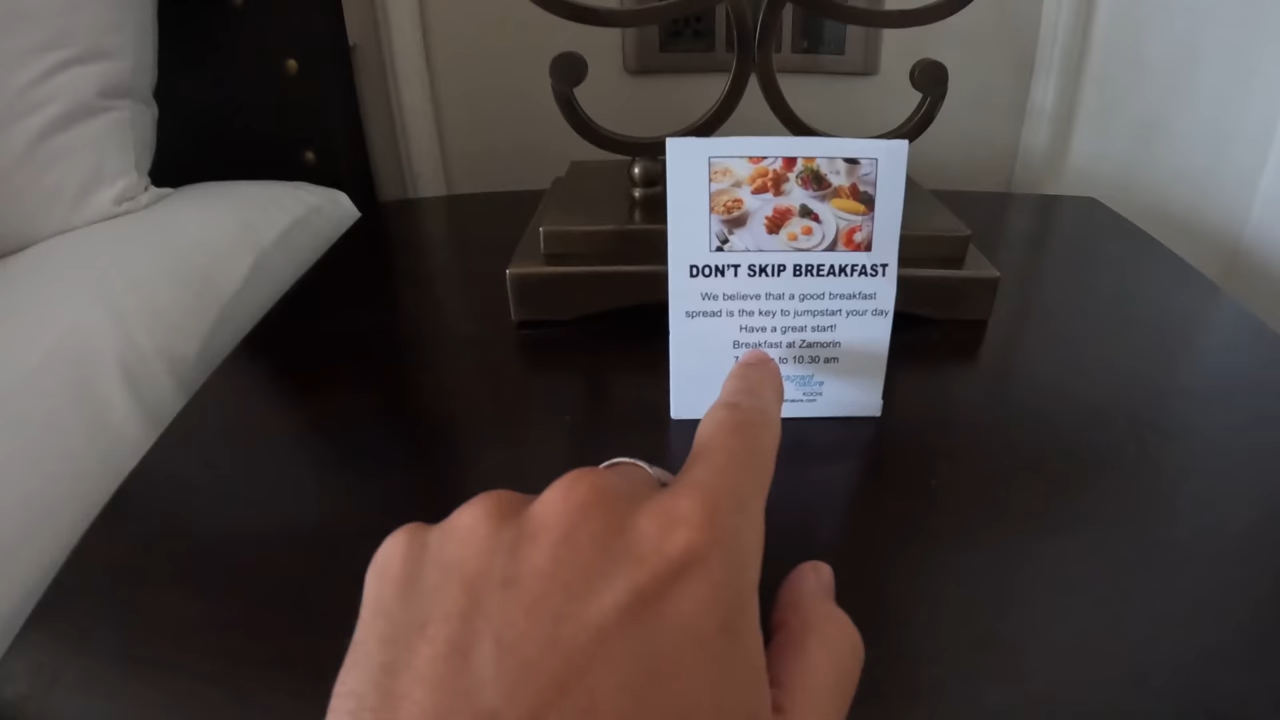 DON'T SKIP BREAKFAST
We believe that a good breakfast
spread is the key to jumpstart your day
Have a great start!
Breakfast at Zamorin
to 10.30 am
nature
KOCHI